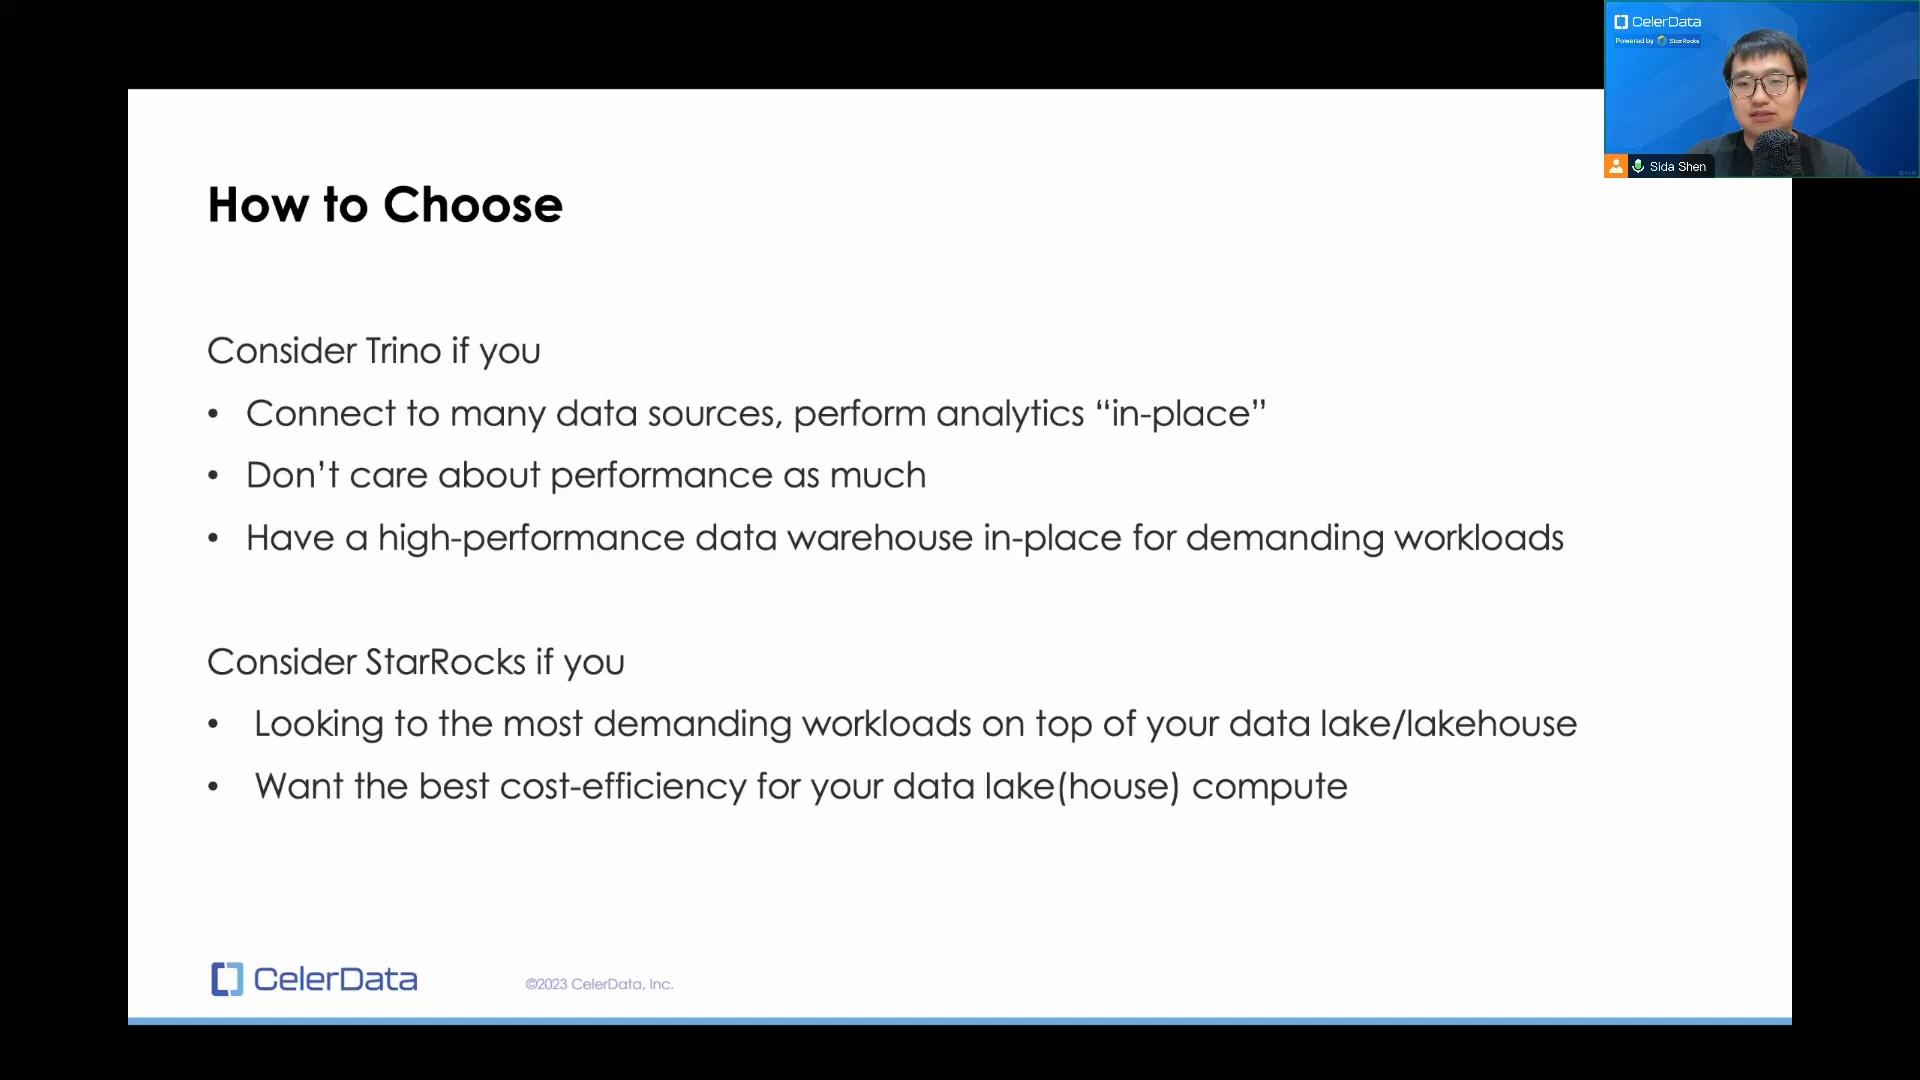 CelerData
Powered by StarRocks
Sida Shen
How to Choose
Consider Trino if you
• Connect to many data sources, perform analytics “in-place”
• Don’t care about performance as much
• Have a high-performance data warehouse in-place for demanding workloads
Consider StarRocks if you
• Looking to the most demanding workloads on top of your data lake/lakehouse
• Want the best cost-efficiency for your data lake(house) compute
CelerData
©2023 CelerData, Inc.